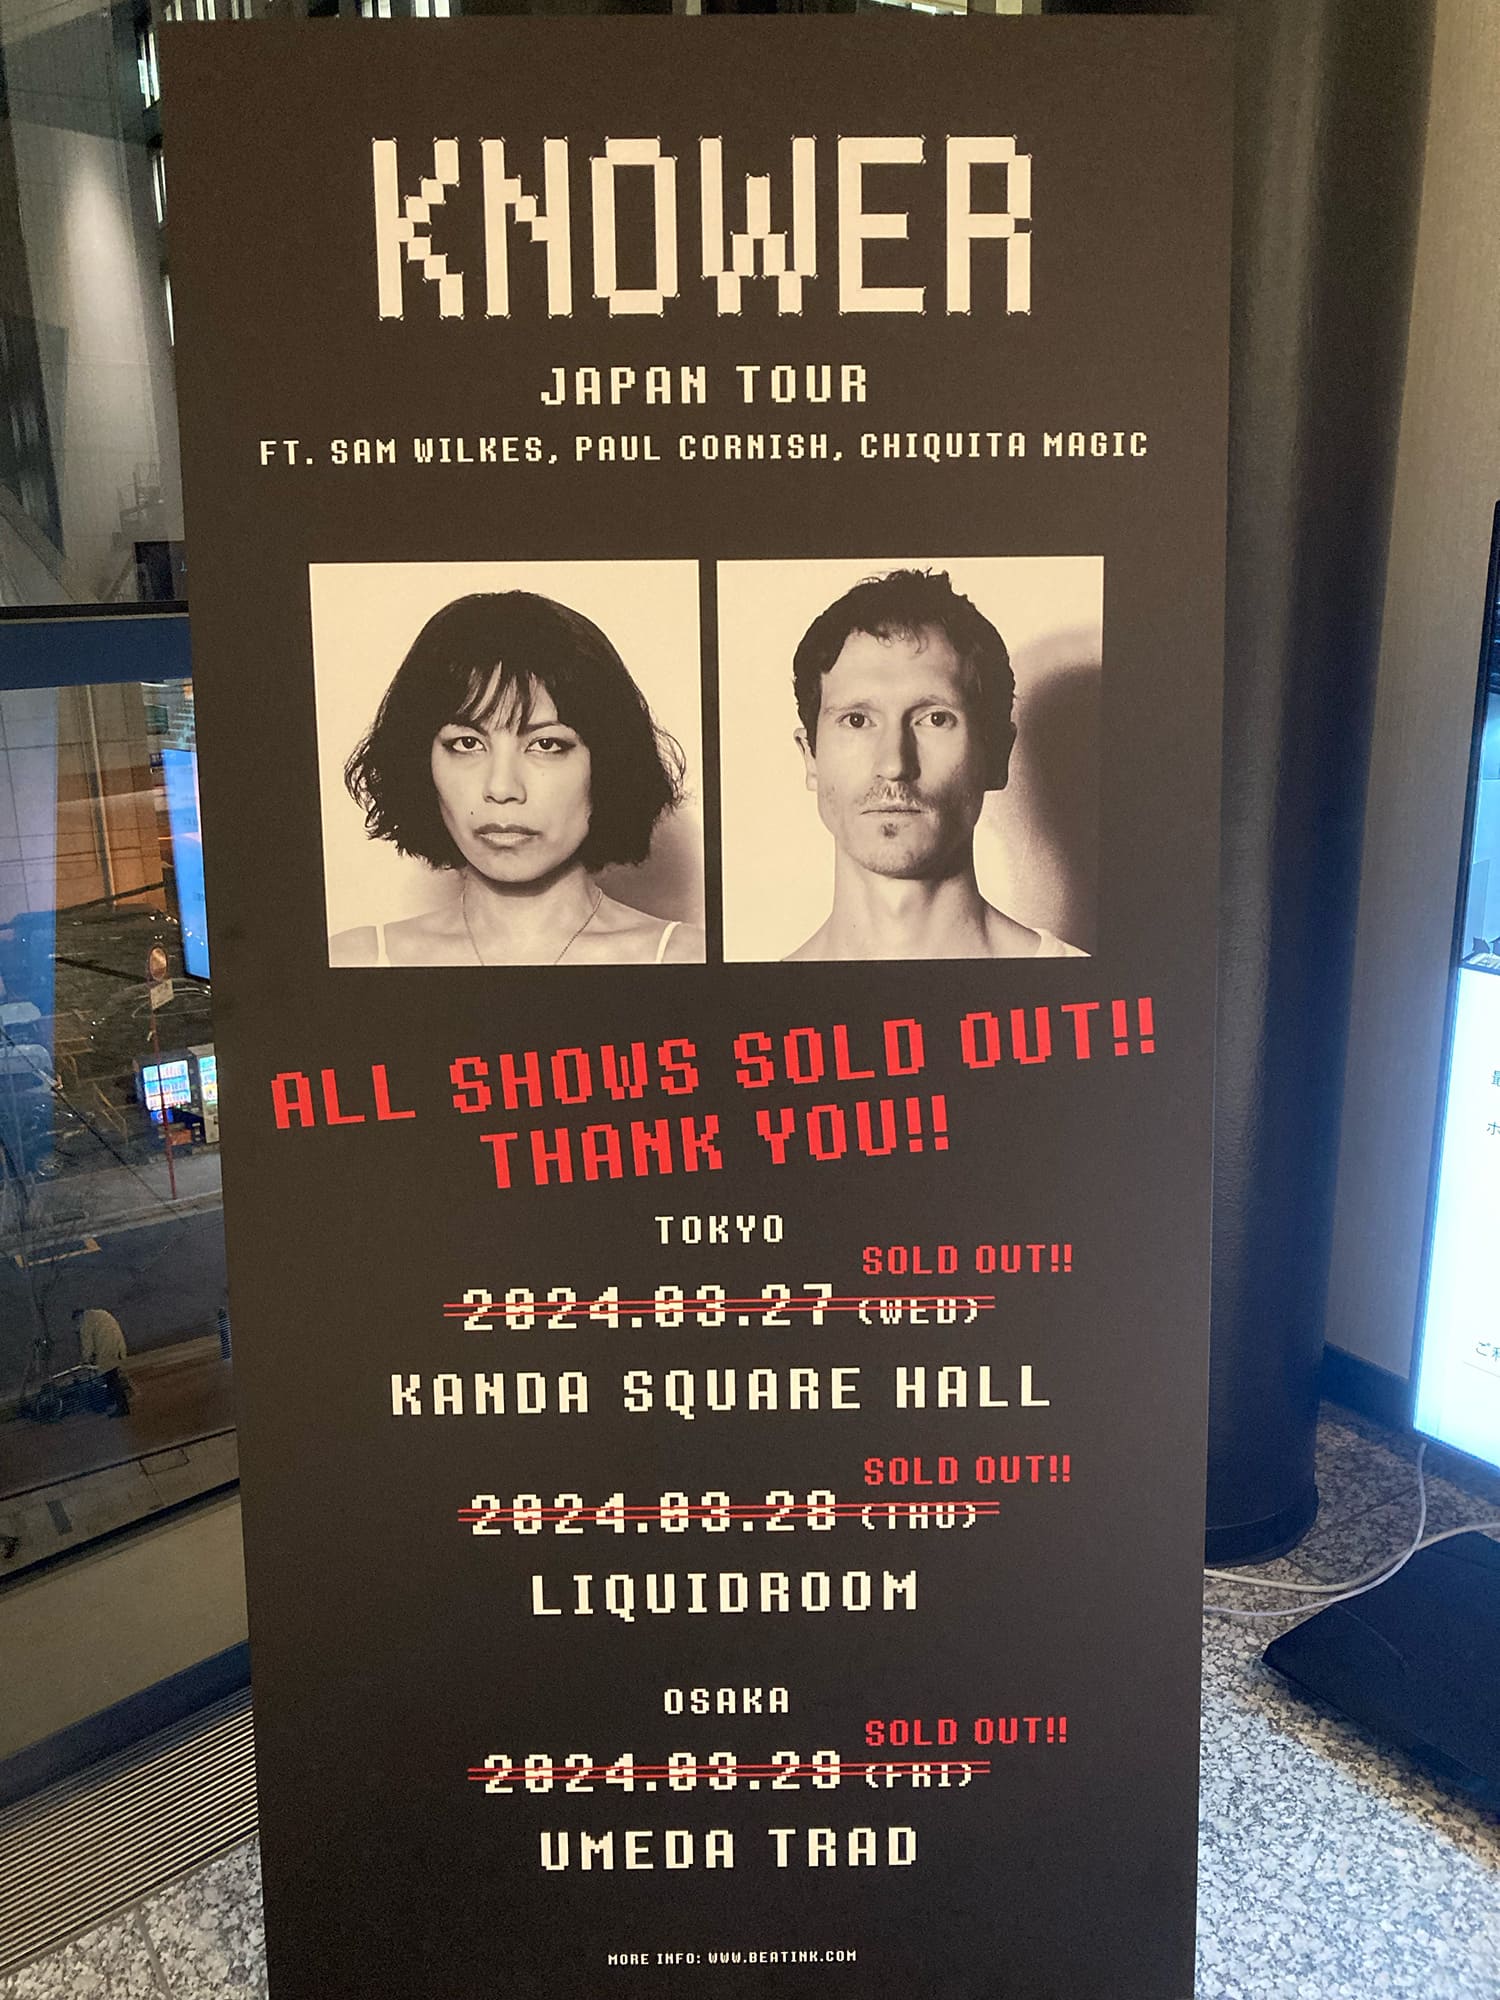 KNOWER
JAPAN TOUR
FT. SAM WILKES, PAUL CORNISH, CHIQUITA MAGIC
ALL SHOWS SOLD OUT!!
THANK YOU!!
TOKYO
SOLD OUT!!
2024.03.27 (WED)
KANDA SQUARE HALL
SOLD OUT!!
2024.03.28 (THU)
LIQUIDROOM
OSAKA
SOLD OUT!!
2024.03.29 (FRI)
UMEDA TRAD
MORE INFO: WWW.BEATINK.COM